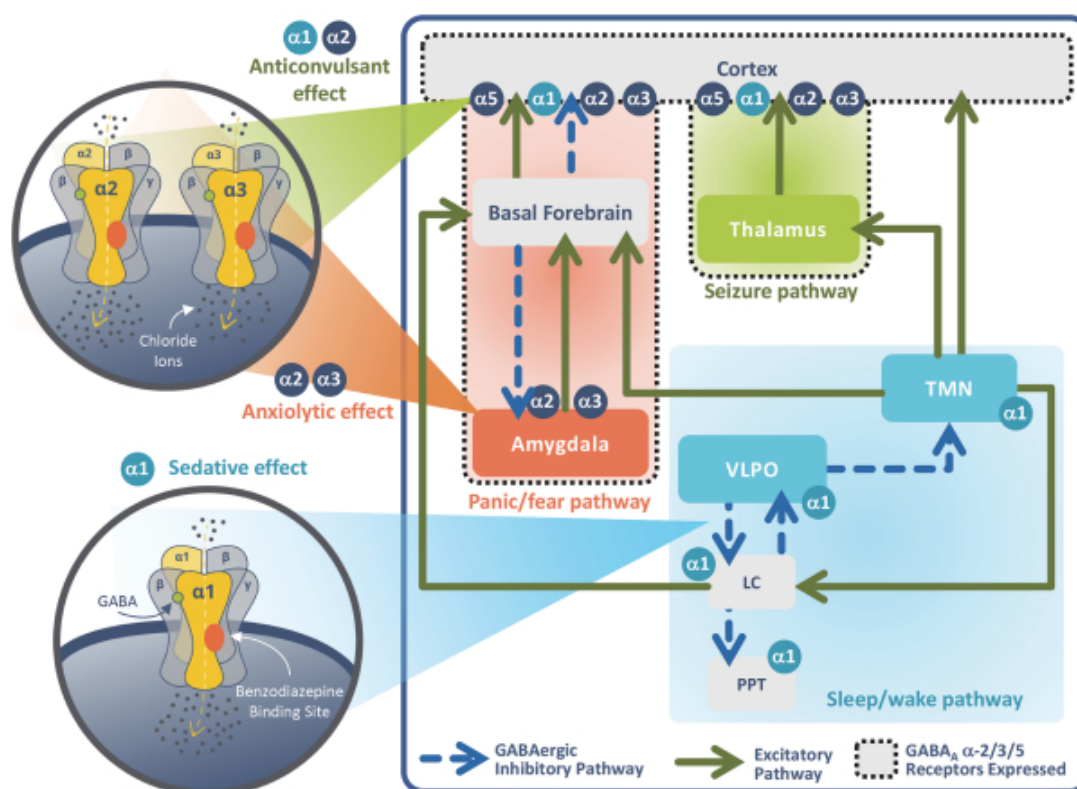 α1 α2
Anticonvulsant
effect
α2 β α3 β
β α2 γ β α3 γ
Chloride
Ions
α2 α3
Anxiolytic effect
α1 Sedative effect
α1 β
β α1 γ
GABA
Benzodiazepine
Binding Site
Cortex
α5 α1 α2 α3
α5 α1 α2 α3
Basal Forebrain
Thalamus
Seizure pathway
α2 α3
Amygdala
Panic/fear pathway
TMN
α1
VLPO
α1
α1
LC
α1
PPT
Sleep/wake pathway
GABAergic
Inhibitory Pathway
Excitatory
Pathway
GABAA α-2/3/5
Receptors Expressed